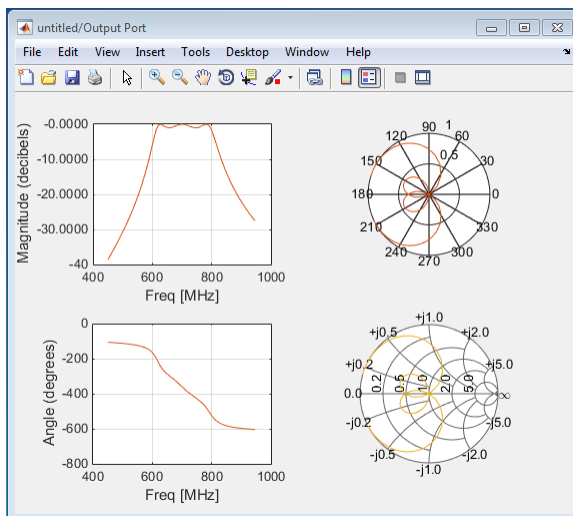 untitled/Output Port
File Edit View Insert Tools Desktop Window Help
Magnitude (decibels)
-0.0000
-10.0000
-20.0000
-30.0000
-40
400 600 800 1000
Freq [MHz]
90 1
120 60
0.5
150 30
180 0
210 330
240 300
270
Angle (degrees)
0
-200
-400
-600
-800
400 600 800 1000
Freq [MHz]
+j1.0
+j0.5 +j2.0
+j0.2 +j5.0
0.0 0.2 0.5 1.0 2.0 5.0 ∞
-j0.2 -j5.0
-j0.5 -j2.0
-j1.0